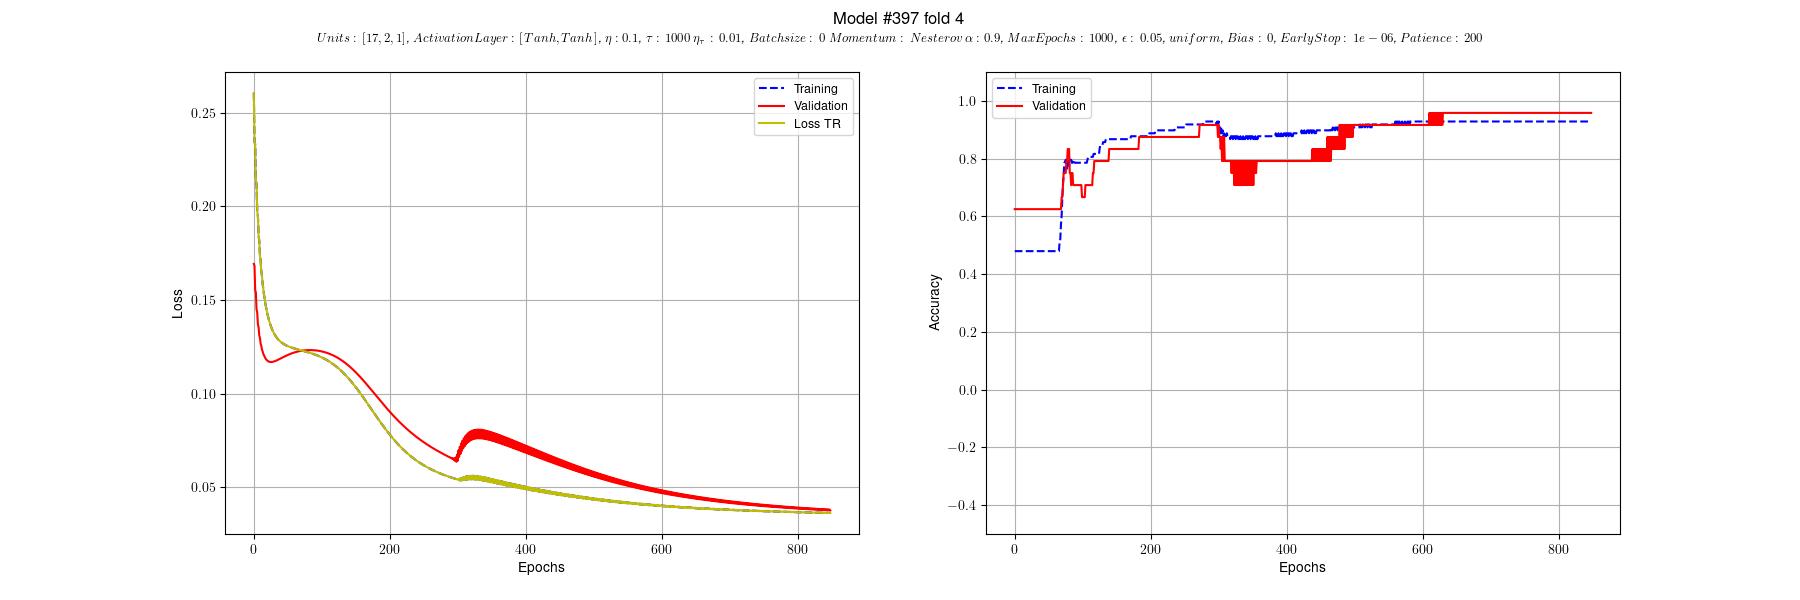 Model #397 fold 4
Units : [17, 2, 1], ActivationLayer : [Tanh, Tanh], η : 0.1, τ : 1000 ητ : 0.01, Batchsize : 0 Momentum : Nesterov α : 0.9, MaxEpochs : 1000, ϵ : 0.05, uniform, Bias : 0, EarlyStop : 1e − 06, Patience : 200
Training
Validation
Loss TR
0.25
0.20
0.15
0.10
0.05
Loss
0 200 400 600 800
Epochs
Training
Validation
1.0
0.8
0.6
0.4
0.2
0.0
−0.2
−0.4
Accuracy
0 200 400 600 800
Epochs